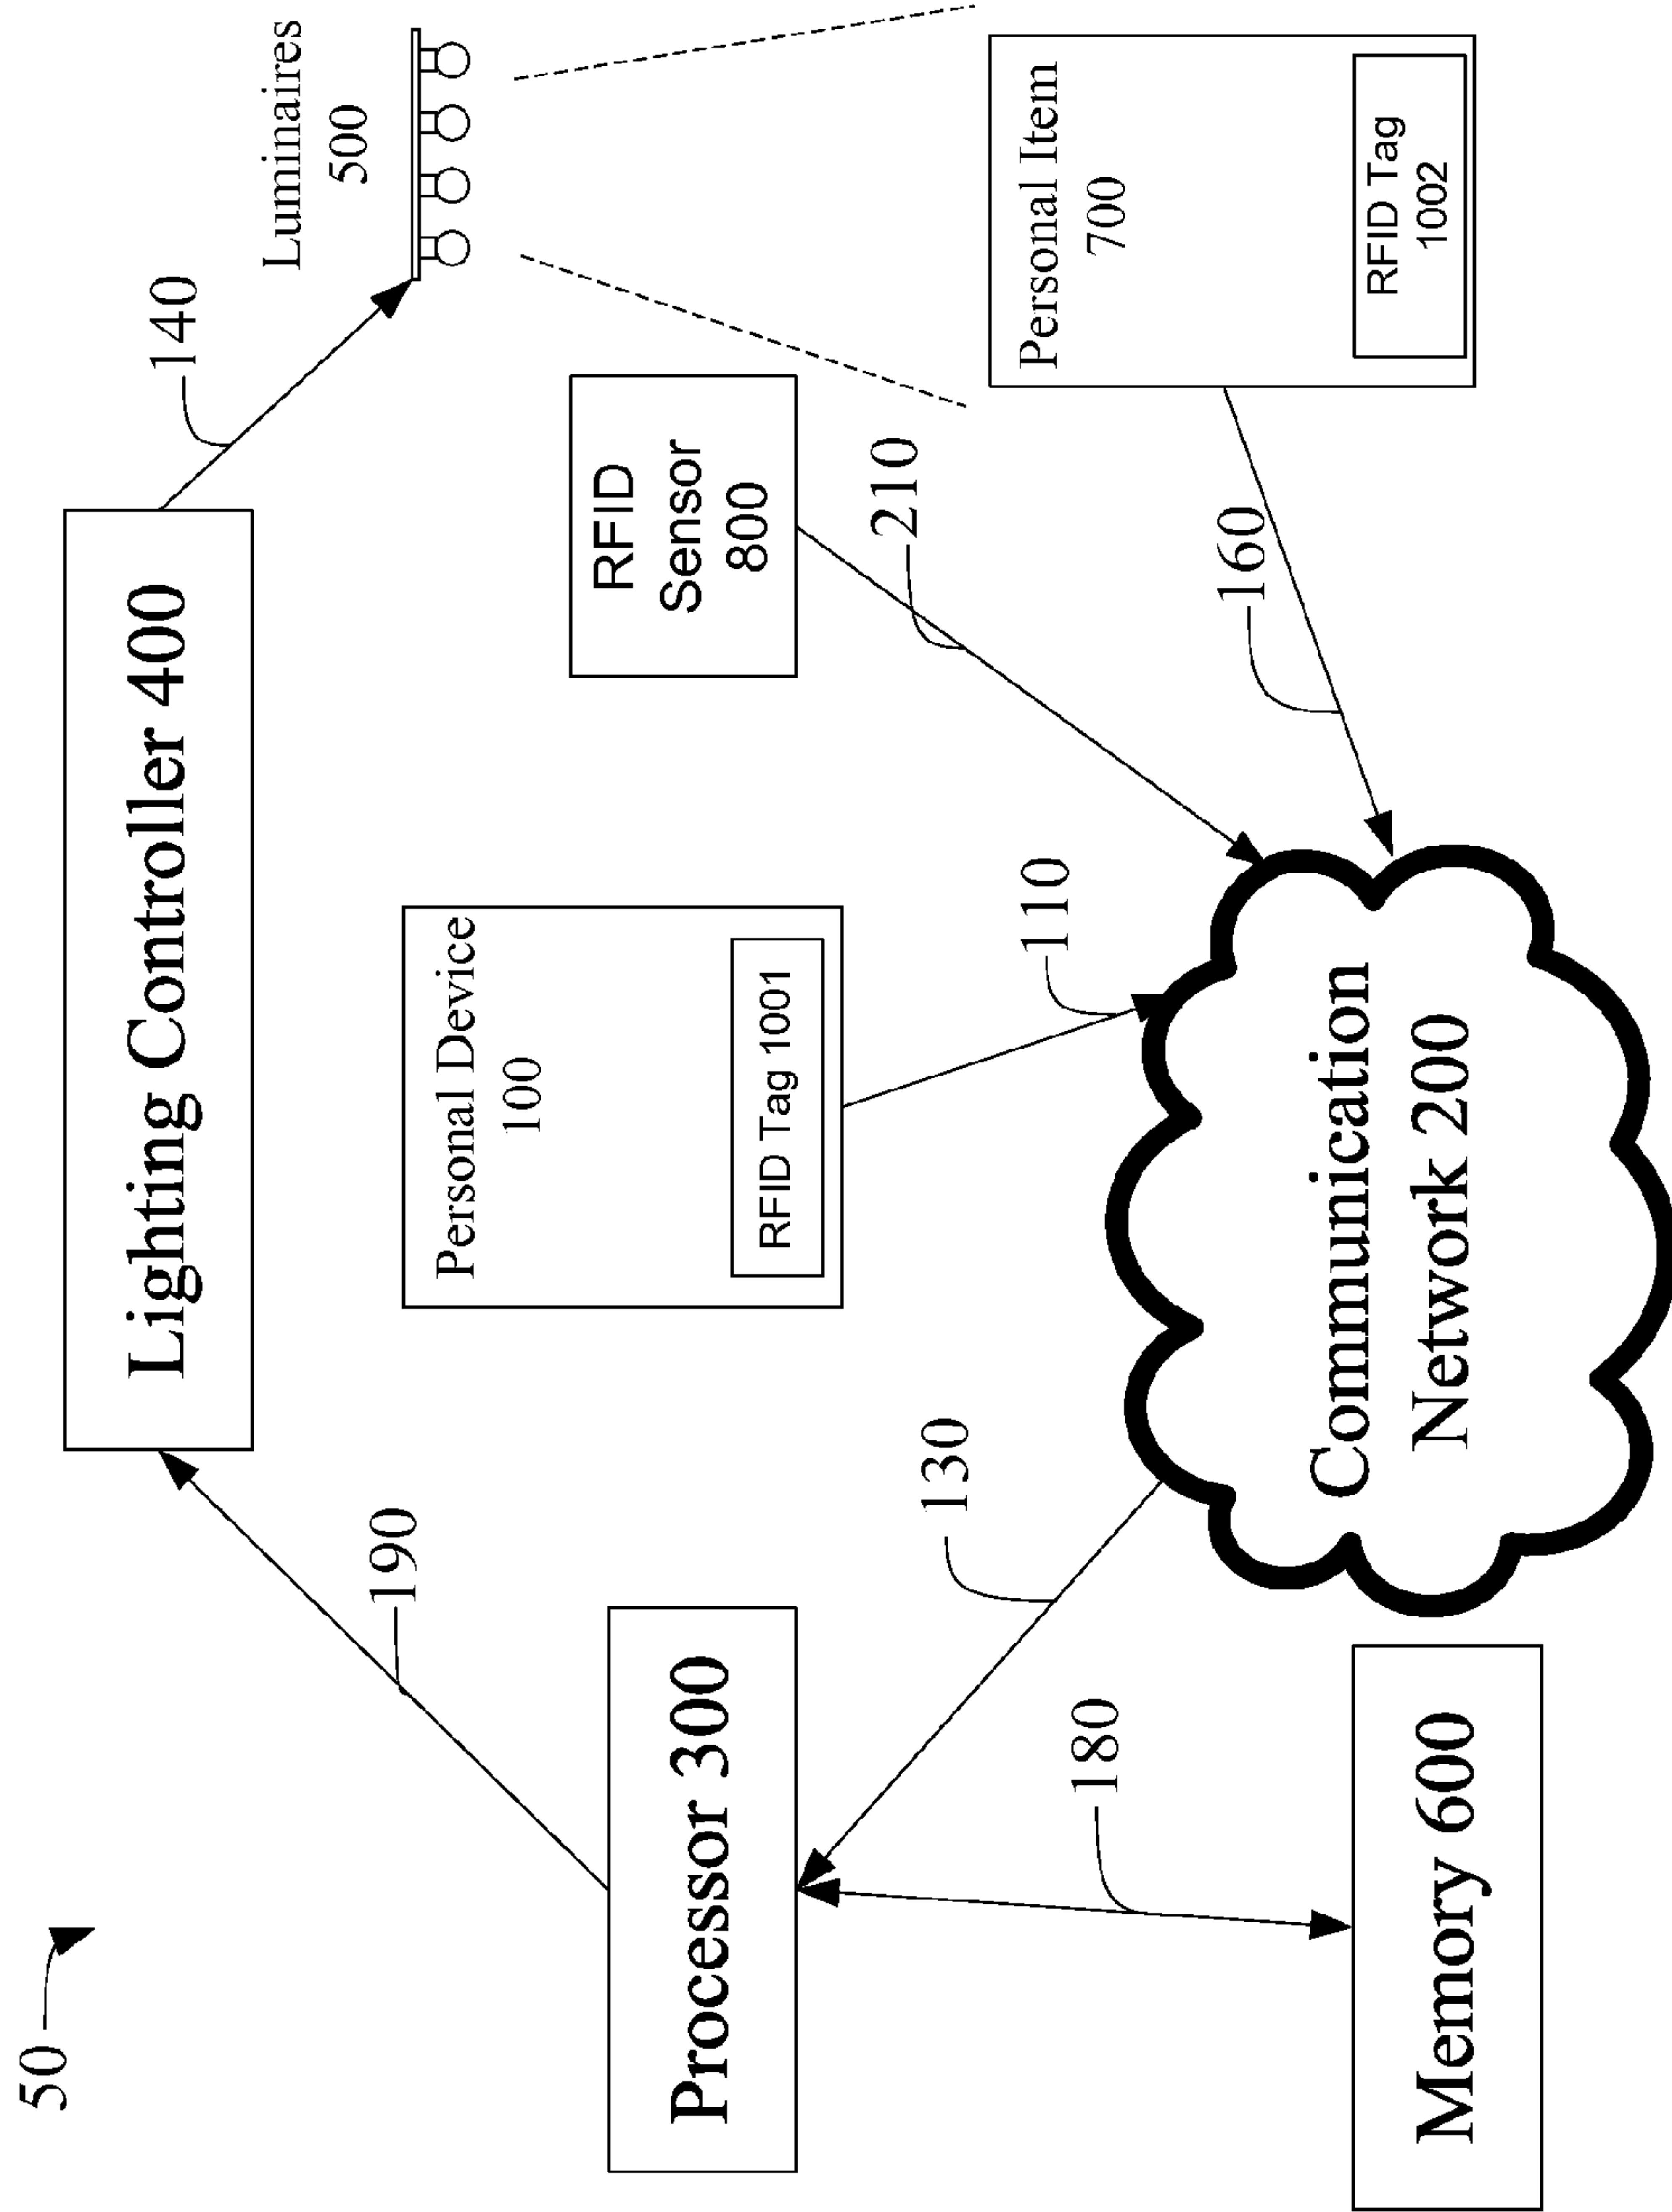 50
Lighting Controller 400
140
Luminaires
500
190
Personal Device
100
RFID Tag 1001
RFID
Sensor
800
Processor 300
130
110
210
160
Personal Item
700
RFID Tag
1002
180
Memory 600
Communication
Network 200